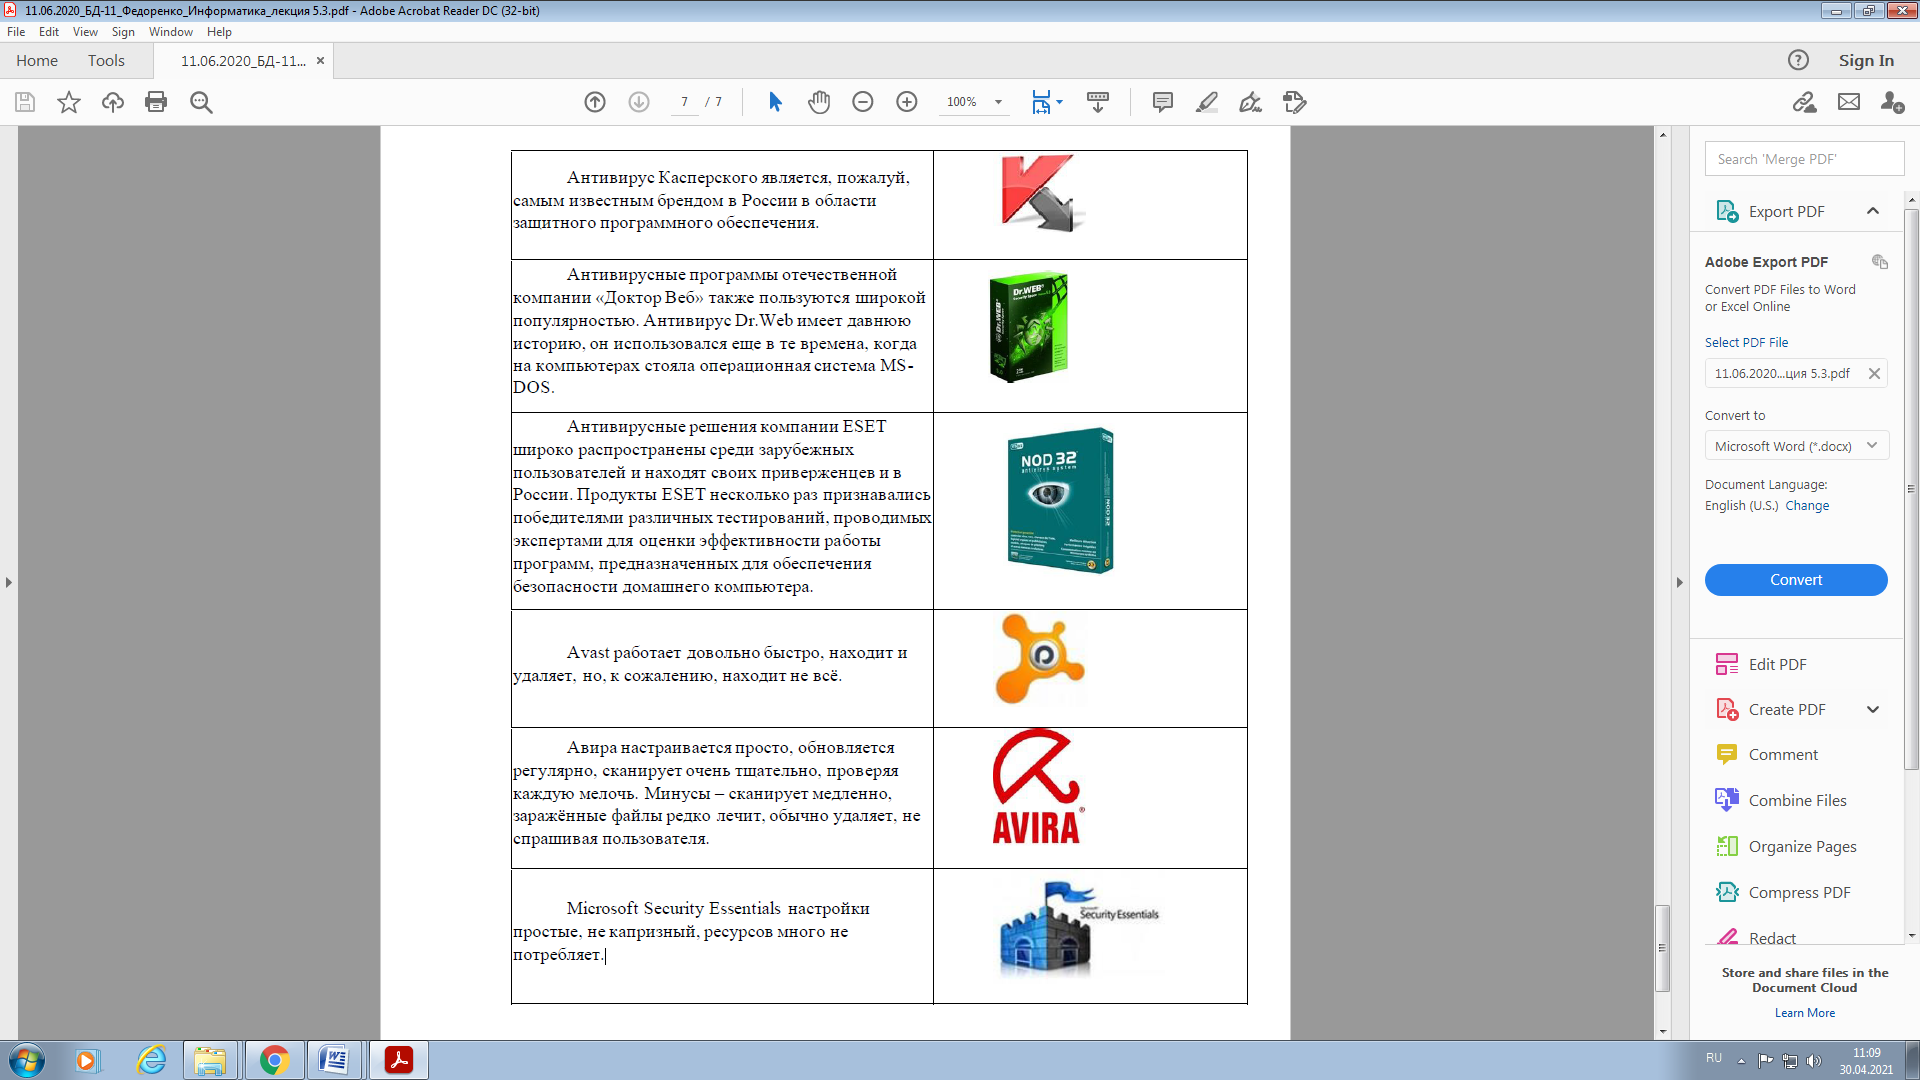 11.06.2020_БД-11_Федоренко_Информатика_лекция 5.3.pdf - Adobe Acrobat Reader DC (32-bit)
File Edit View Sign Window Help
Home Tools 11.06.2020_БД-11... × Sign In
7 / 7 100%
Антивирус Касперского является, пожалуй,
самым известным брендом в России в области
защитного программного обеспечения.
Антивирусные программы отечественной
компании «Доктор Веб» также пользуются широкой
популярностью. Антивирус Dr.Web имеет давнюю
историю, он использовался еще в те времена, когда
на компьютерах стояла операционная система MS-
DOS.
Dr.WEB
Dr.WEB
Антивирусные решения компании ESET
широко распространены среди зарубежных
пользователей и находят своих приверженцев и в
России. Продукты ESET несколько раз признавались
победителями различных тестирований, проводимых
экспертами для оценки эффективности работы
программ, предназначенных для обеспечения
безопасности домашнего компьютера.
NOD 32
antivirus system
NOD 32
Avast работает довольно быстро, находит и
удаляет, но, к сожалению, находит не всё.
Авира настраивается просто, обновляется
регулярно, сканирует очень тщательно, проверяя
каждую мелочь. Минусы – сканирует медленно,
заражённые файлы редко лечит, обычно удаляет, не
спрашивая пользователя.
AVIRA®
Microsoft Security Essentials настройки
простые, не капризный, ресурсов много не
потребляет.
Microsoft
Security Essentials
Search 'Merge PDF'
Export PDF
Adobe Export PDF
Convert PDF Files to Word
or Excel Online
Select PDF File
11.06.2020...ция 5.3.pdf
Convert to
Microsoft Word (*.docx)
Document Language:
English (U.S.) Change
Convert
Edit PDF
Create PDF
Comment
Combine Files
Organize Pages
Compress PDF
Redact
Store and share files in the
Document Cloud
Learn More
RU
11:09
30.04.2021